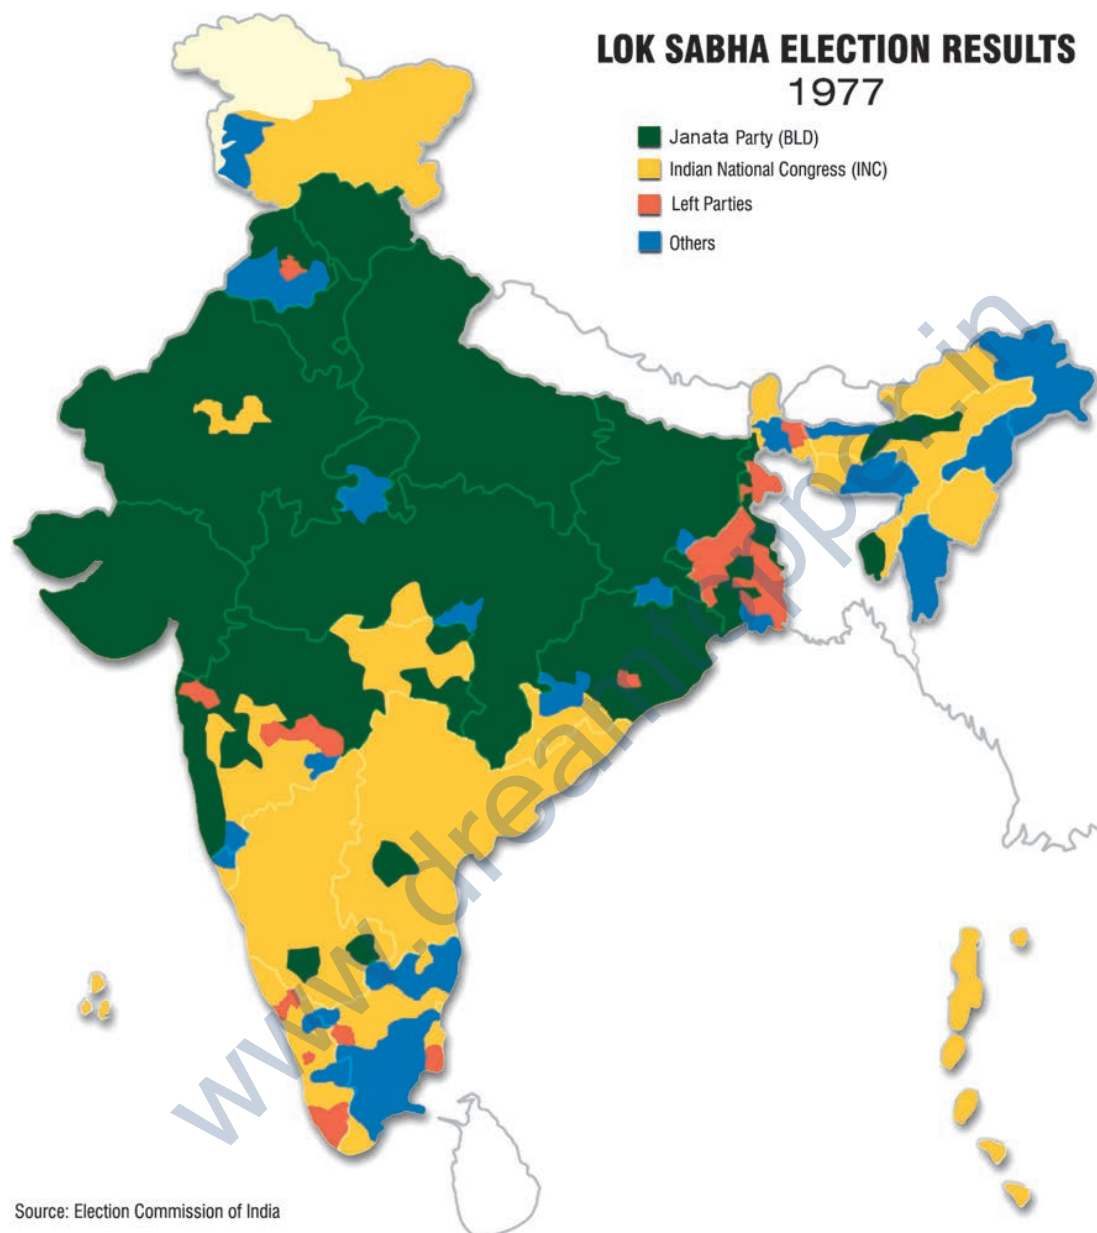 LOK SABHA ELECTION RESULTS
1977
Janata Party (BLD)
Indian National Congress (INC)
Left Parties
Others
www.dreamtopper.in
Source: Election Commission of India